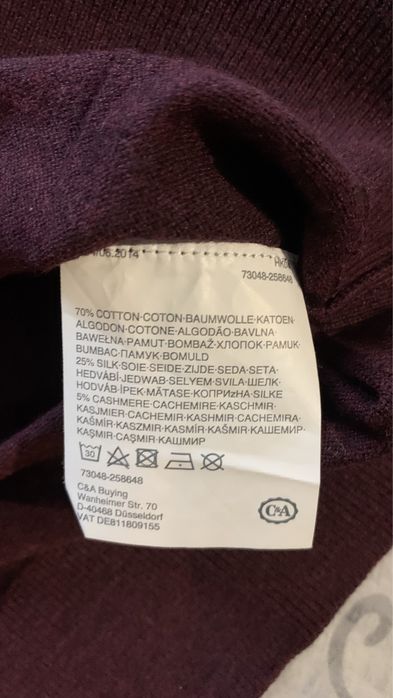 /06.2014
73048-258648
70% COTTON·COTON·BAUMWOLLE·KATOEN·
ALGODON·COTONE·ALGODÃO·BAVLNA·
BAWEŁNA·PAMUT·BOMBAŽ·ХЛОПОК·PAMUK·
BUMBAC·ПАМУК·BOMULD
25% SILK·SOIE·SEIDE·ZIJDE·SEDA·SETA·
HEDVÁBÍ·JEDWAB·SELYEM·SVILA·ШЕЛК·
HODVÁB·İPEK·MĂTASE·КОПРИНА·SILKE
5% CASHMERE·CACHEMIRE·KASCHMIR·
KASJMIER·CACHEMIR·KASHMIR·CACHEMIRA·
KAŠMÍR·KASZMIR·KASMÍR·KAŠMIR·КАШЕМИР·
KAŞMIR·CAŞMIR·КАШМИР
30
73048-258648
C&A Buying
Wanheimer Str. 70
D-40468 Düsseldorf
VAT DE811809155
C&A